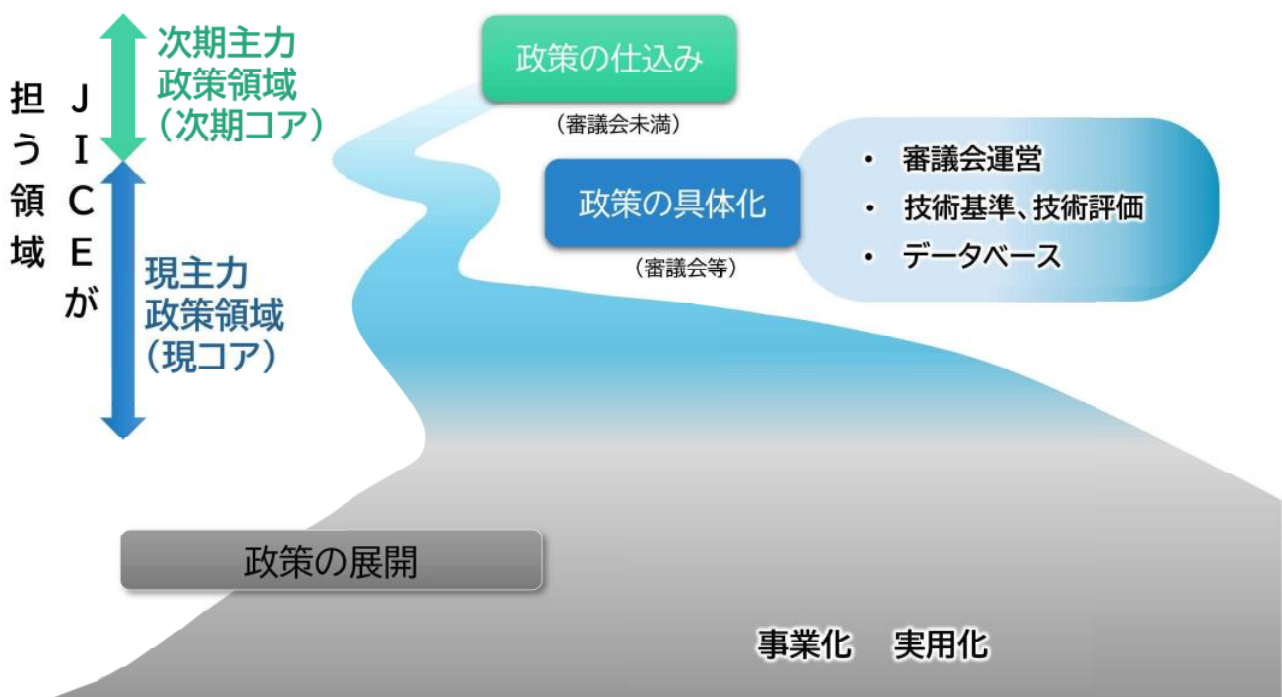 JICEが
担う領域
次期主力
政策領域
（次期コア）
現主力
政策領域
（現コア）
政策の仕込み
（審議会未満）
政策の具体化
（審議会等）
• 審議会運営
• 技術基準、技術評価
• データベース
政策の展開
事業化　実用化